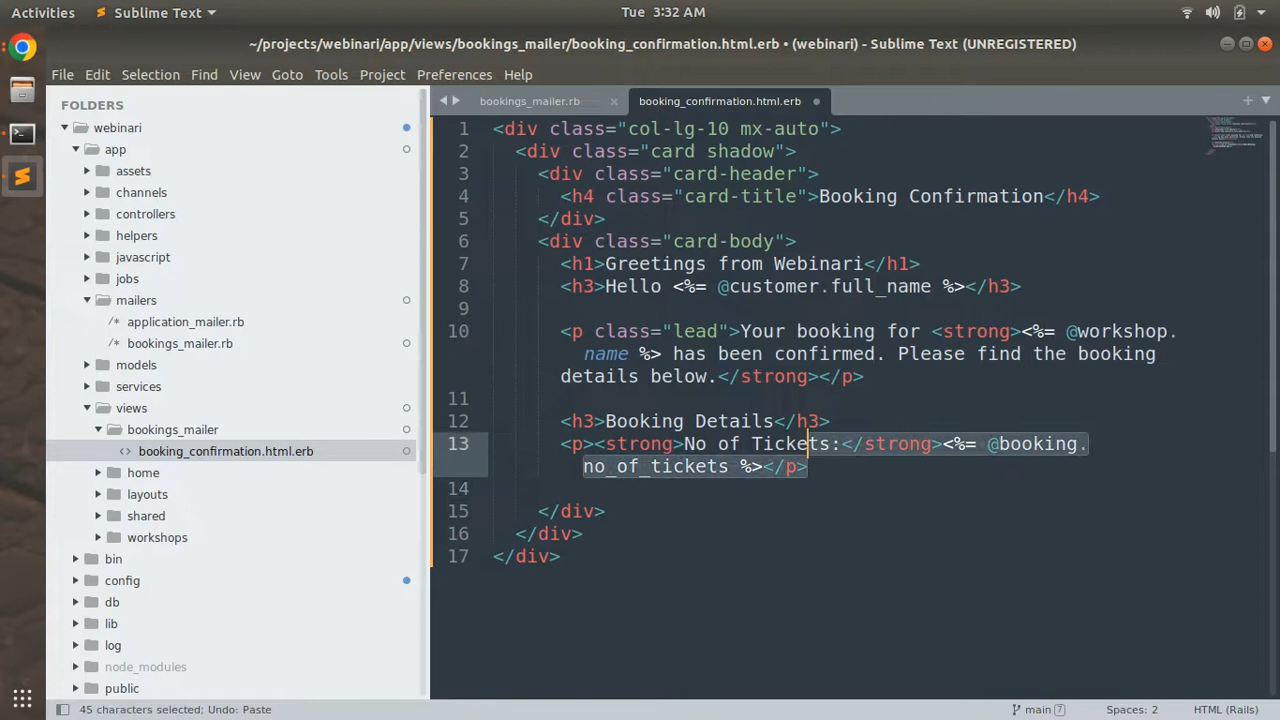 Activities
Sublime Text
Tue 3:32 AM
~/projects/webinari/app/views/bookings_mailer/booking_confirmation.html.erb • (webinari) - Sublime Text (UNREGISTERED)
File Edit Selection Find View Goto Tools Project Preferences Help
FOLDERS
webinari
app
assets
channels
controllers
helpers
javascript
jobs
mailers
application_mailer.rb
bookings_mailer.rb
models
services
views
bookings_mailer
booking_confirmation.html.erb
home
layouts
shared
workshops
bin
config
db
lib
log
node_modules
public
bookings_mailer.rb
booking_confirmation.html.erb
1 <div class="col-lg-10 mx-auto">
2 <div class="card shadow">
3 <div class="card-header">
4 <h4 class="card-title">Booking Confirmation</h4>
5 </div>
6 <div class="card-body">
7 <h1>Greetings from Webinari</h1>
8 <h3>Hello <%= @customer.full_name %></h3>
9
10 <p class="lead">Your booking for <strong><%= @workshop.
name %> has been confirmed. Please find the booking
details below.</strong></p>
11
12 <h3>Booking Details</h3>
13 <p><strong>No of Tickets:</strong><%= @booking.
no_of_tickets %></p>
14
15 </div>
16 </div>
17 </div>
45 characters selected; Undo: Paste
main 7
Spaces: 2
HTML (Rails)